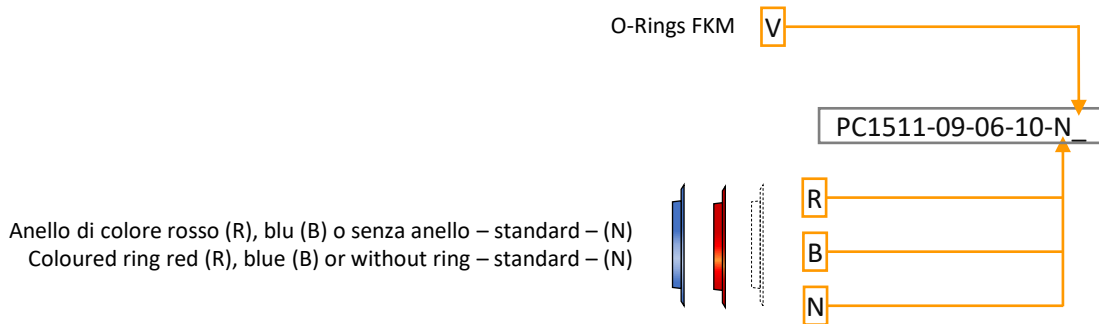 O-Rings FKM V
PC1511-09-06-10-N_
R
Anello di colore rosso (R), blu (B) o senza anello – standard – (N)
Coloured ring red (R), blue (B) or without ring – standard – (N)
B
N